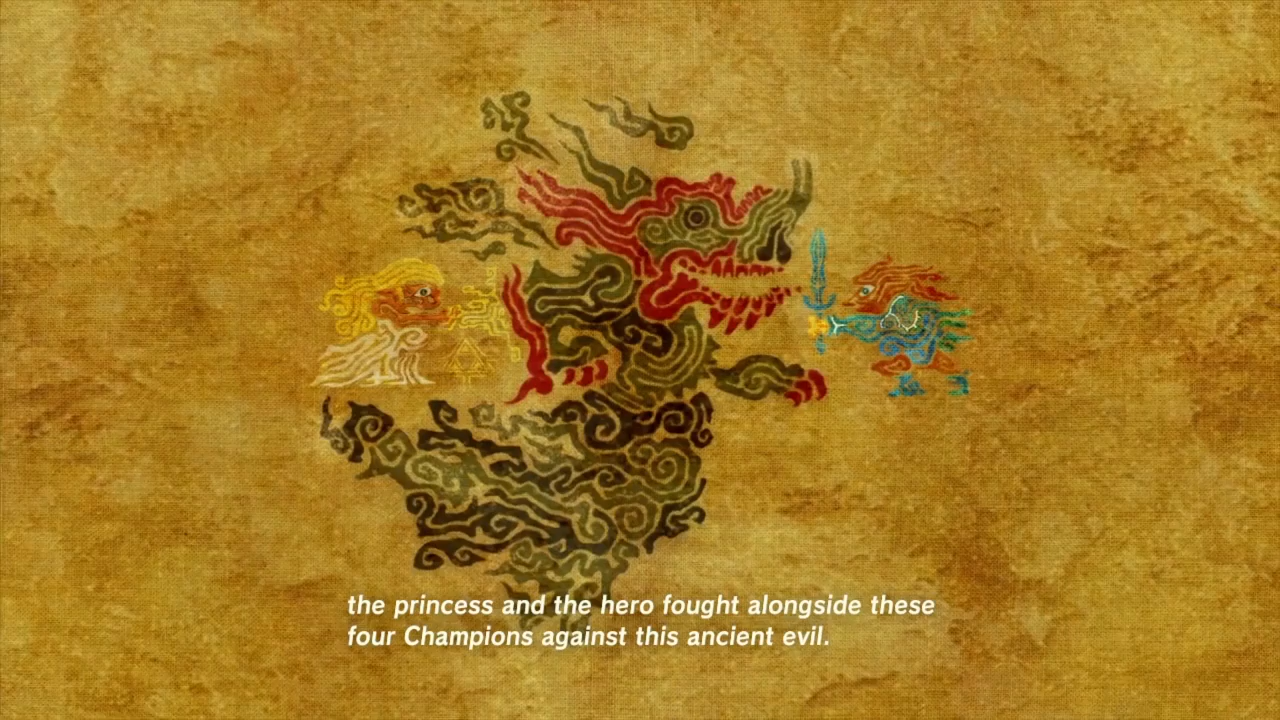 the princess and the hero fought alongside these
four Champions against this ancient evil.